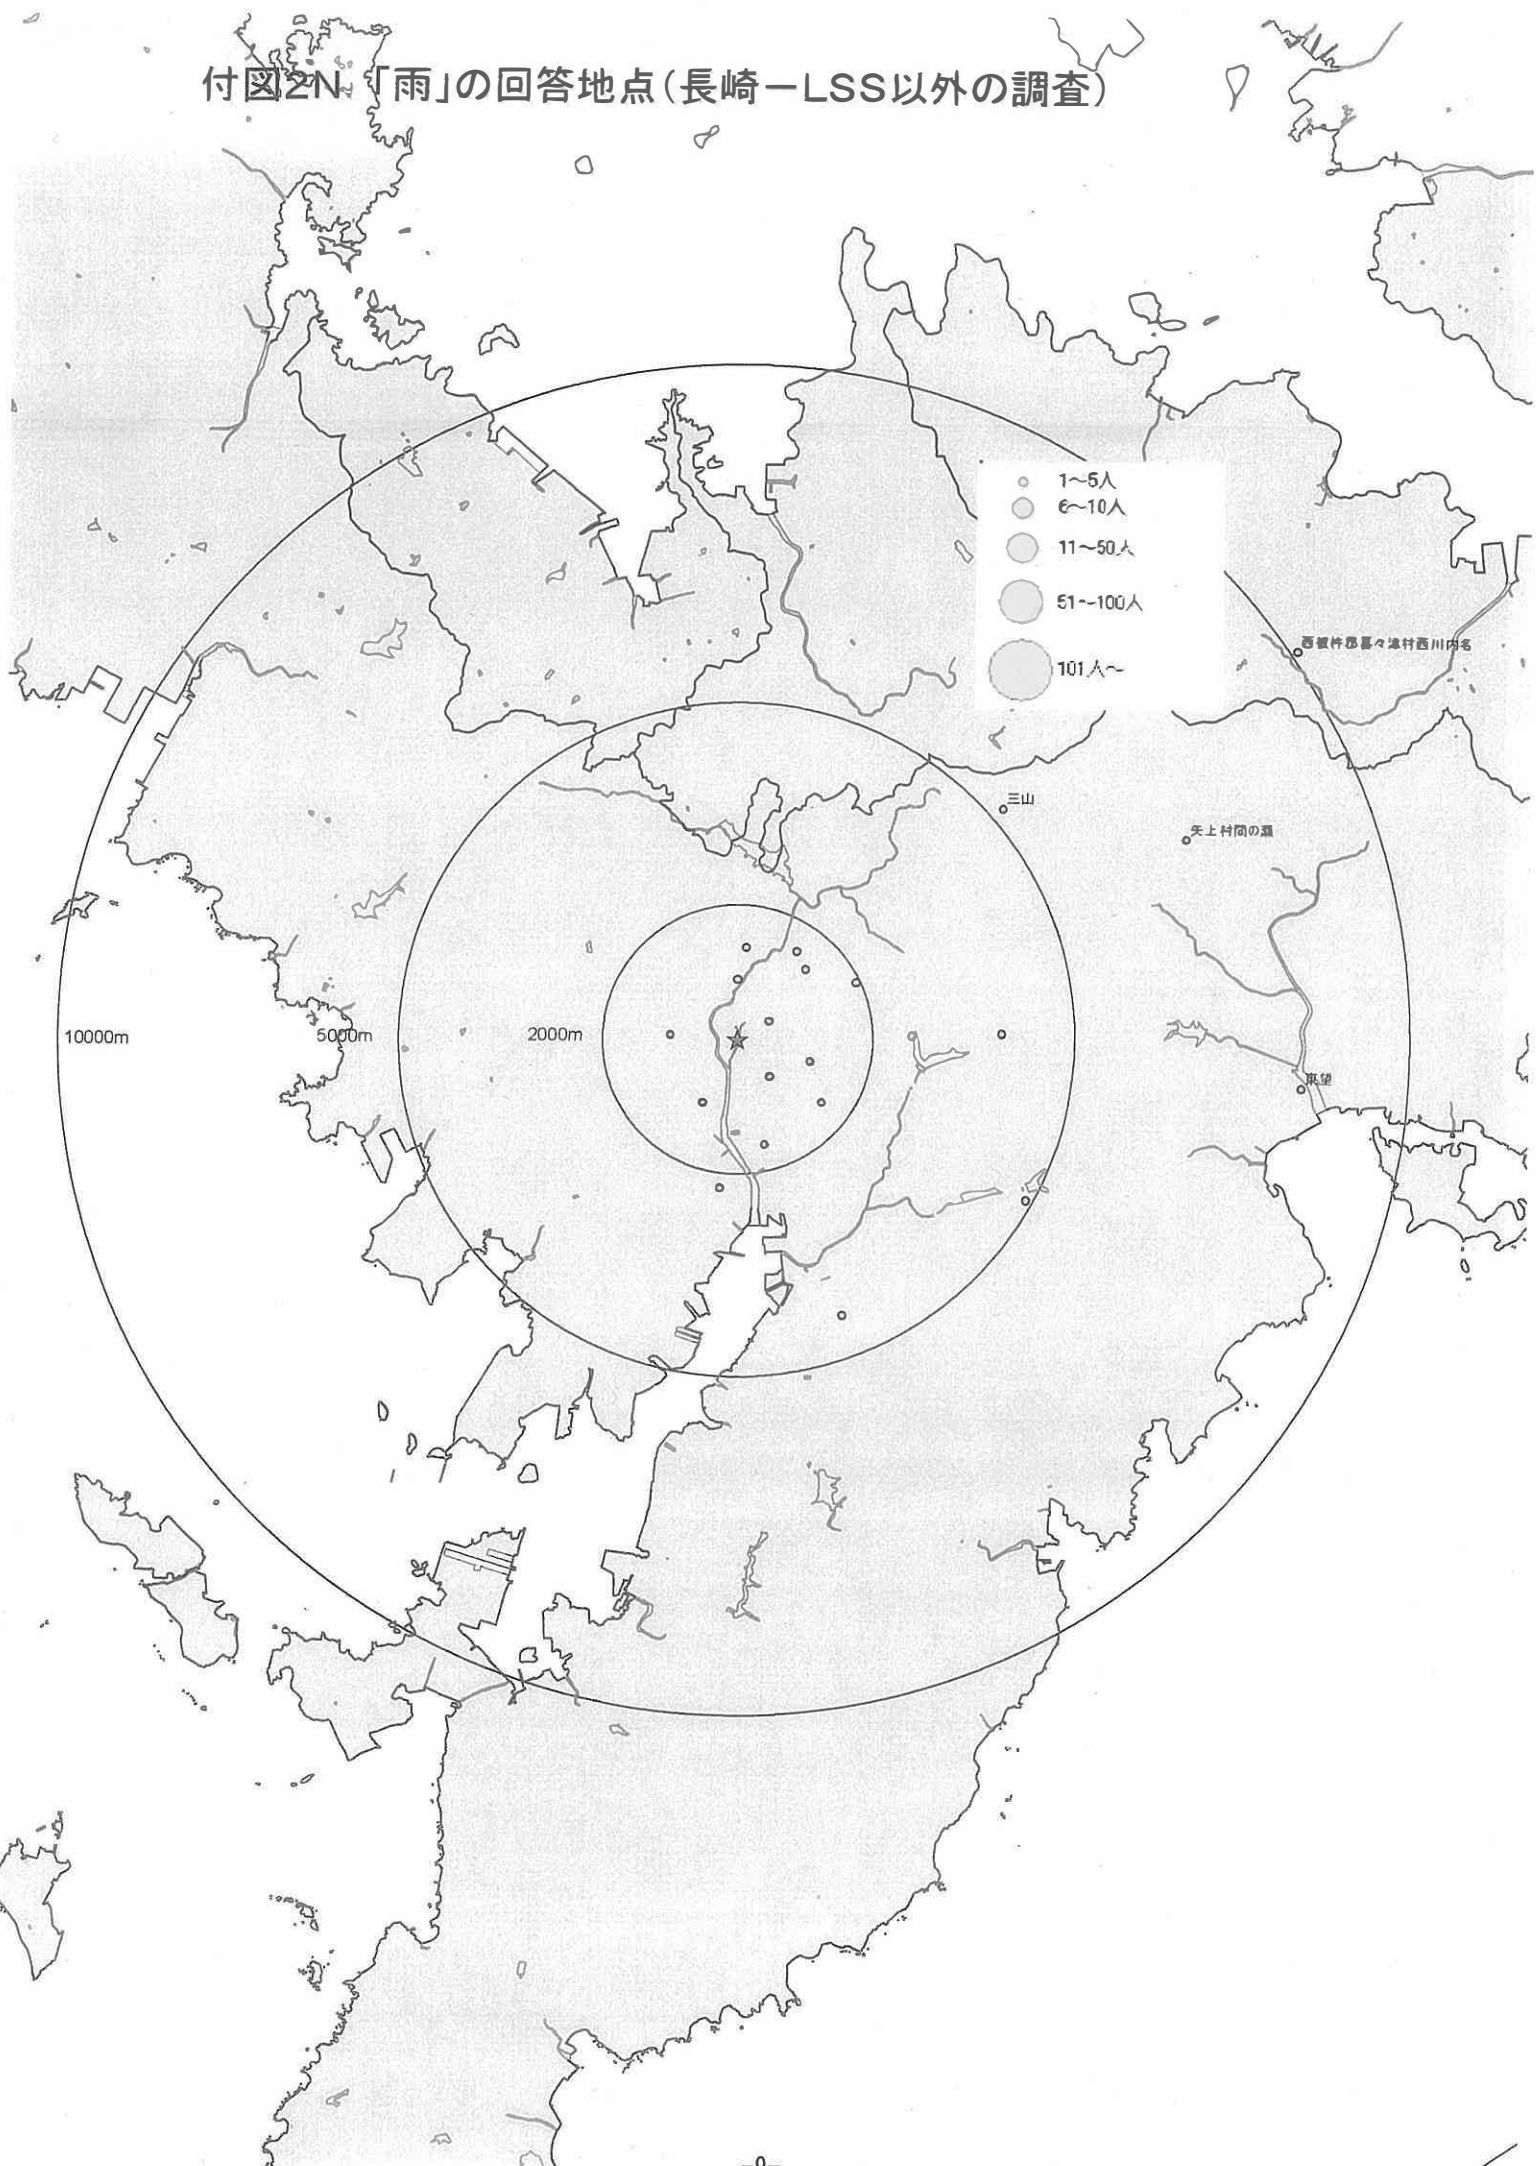 付図2N 「雨」の回答地点(長崎－LSS以外の調査)
1～5人
6～10人
11～50人
51～100人
101人～
西彼杵郡喜々津村西川内名
三山
矢上村間の瀬
10000m
5000m
2000m
東望